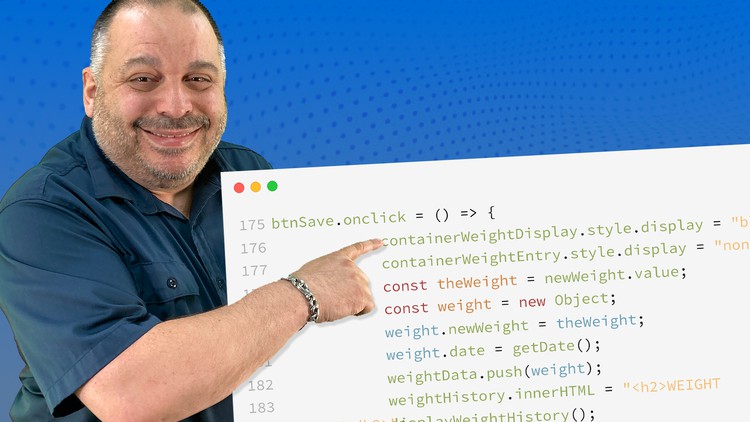 175 btnSave.onclick = () => {
176 containerWeightDisplay.style.display = "b
177 containerWeightEntry.style.display = "non
const theWeight = newWeight.value;
const weight = new Object;
weight.newWeight = theWeight;
weight.date = getDate();
weightData.push(weight);
182 weightHistory.innerHTML = "<h2>WEIGHT
183 displayWeightHistory();